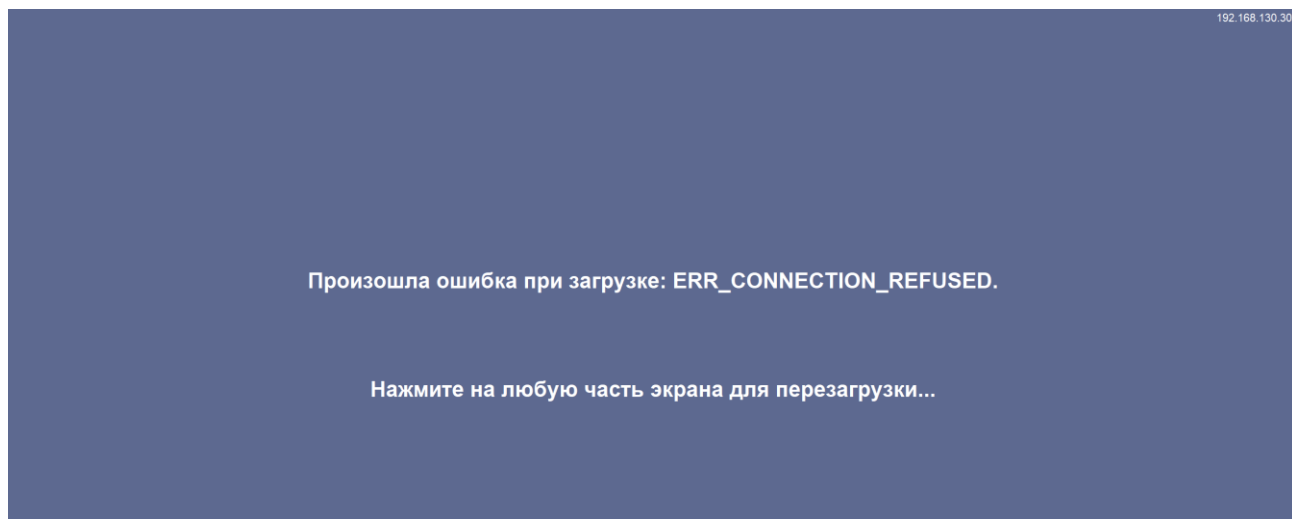 192.168.130.30
Произошла ошибка при загрузке: ERR_CONNECTION_REFUSED.
Нажмите на любую часть экрана для перезагрузки...